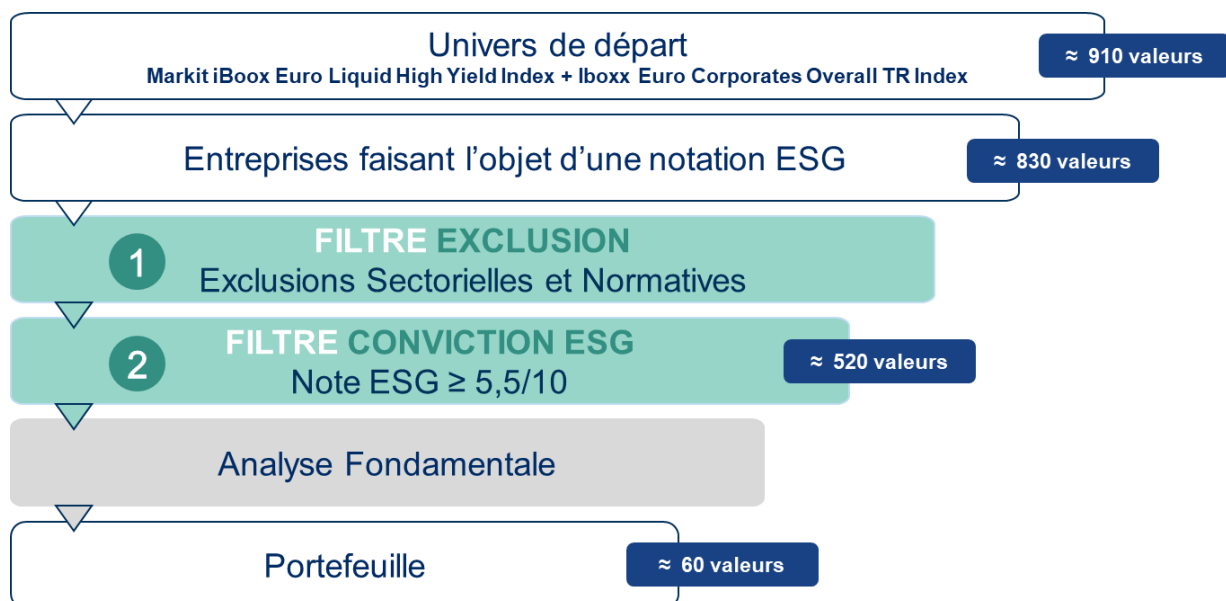 Univers de départ
Markit iBoox Euro Liquid High Yield Index + Iboxx Euro Corporates Overall TR Index
≈ 910 valeurs
Entreprises faisant l'objet d'une notation ESG
≈ 830 valeurs
1
FILTRE EXCLUSION
Exclusions Sectorielles et Normatives
2
FILTRE CONVICTION ESG
Note ESG ≥ 5,5/10
≈ 520 valeurs
Analyse Fondamentale
Portefeuille
≈ 60 valeurs